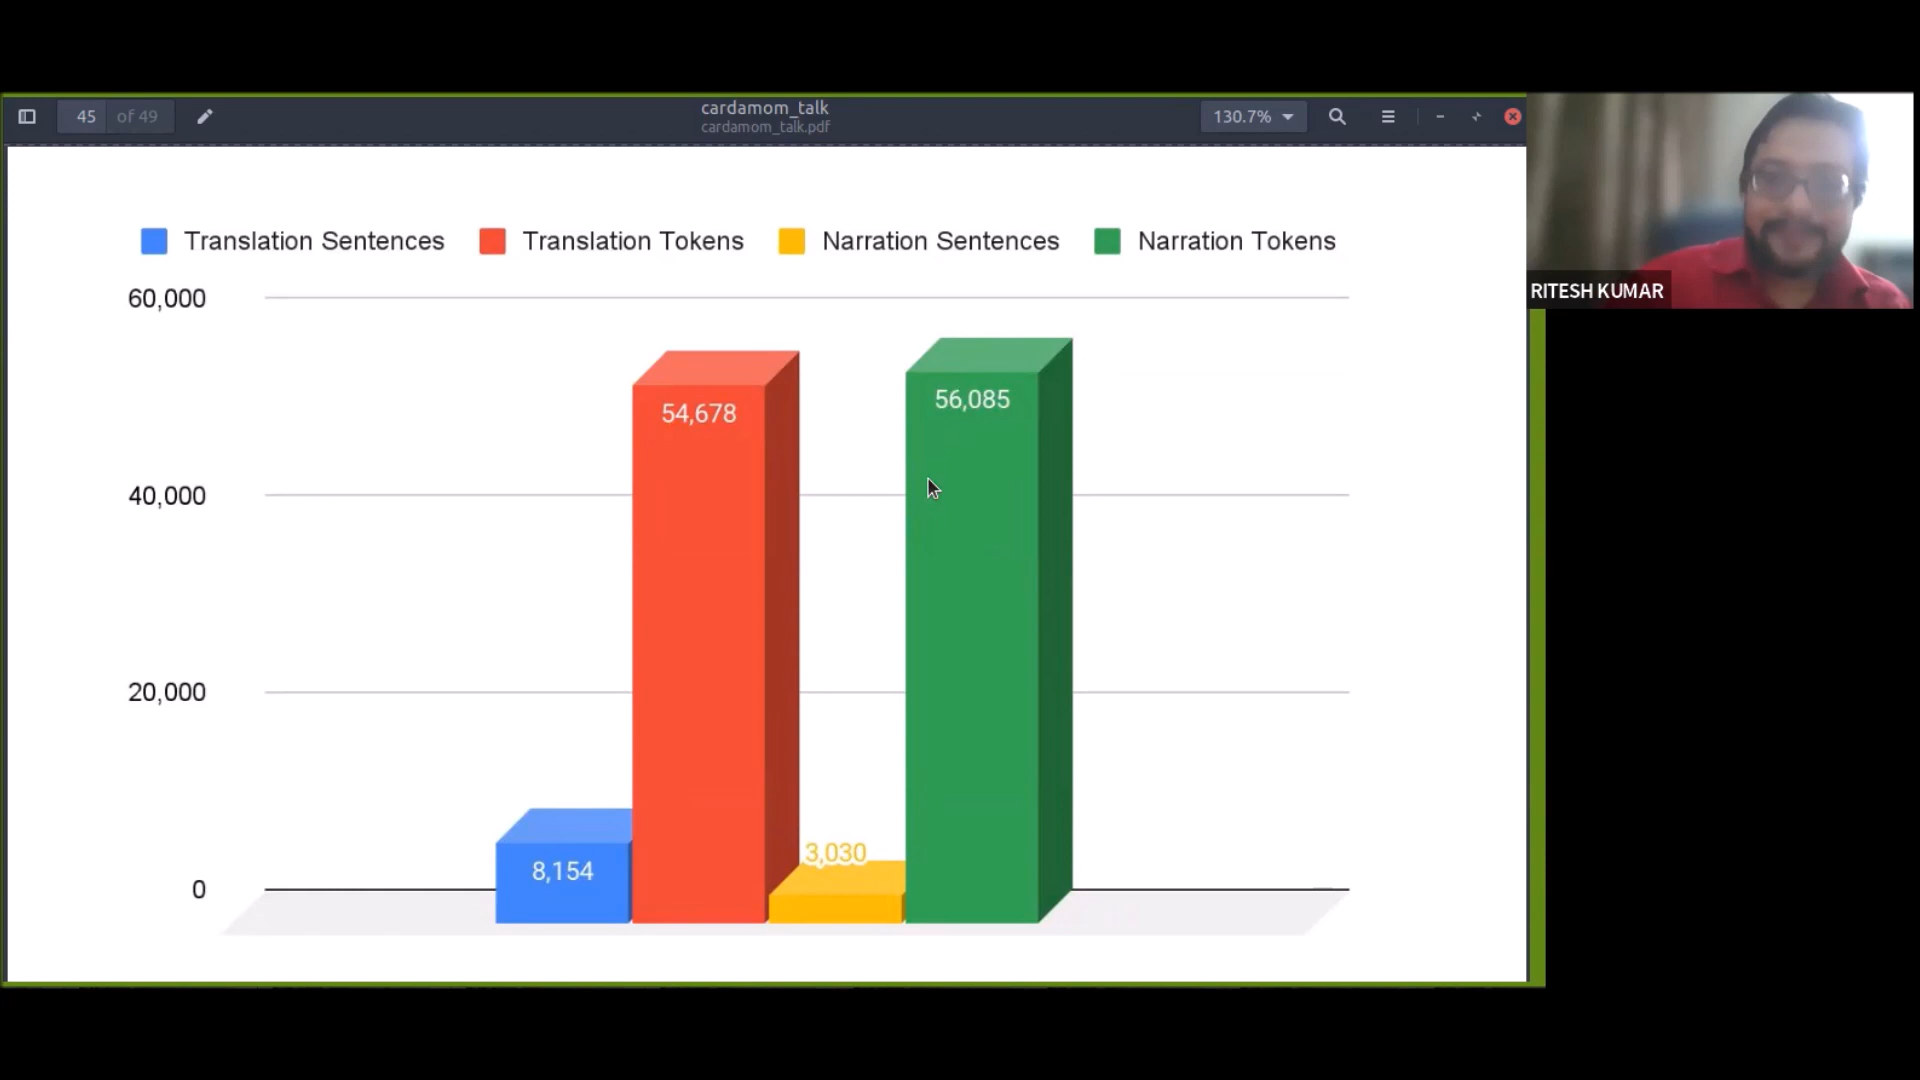 45 of 49
cardamom_talk
cardamom_talk.pdf
130.7%
Translation Sentences Translation Tokens Narration Sentences Narration Tokens
60,000
40,000
20,000
0
8,154
54,678
3,030
56,085
RITESH KUMAR